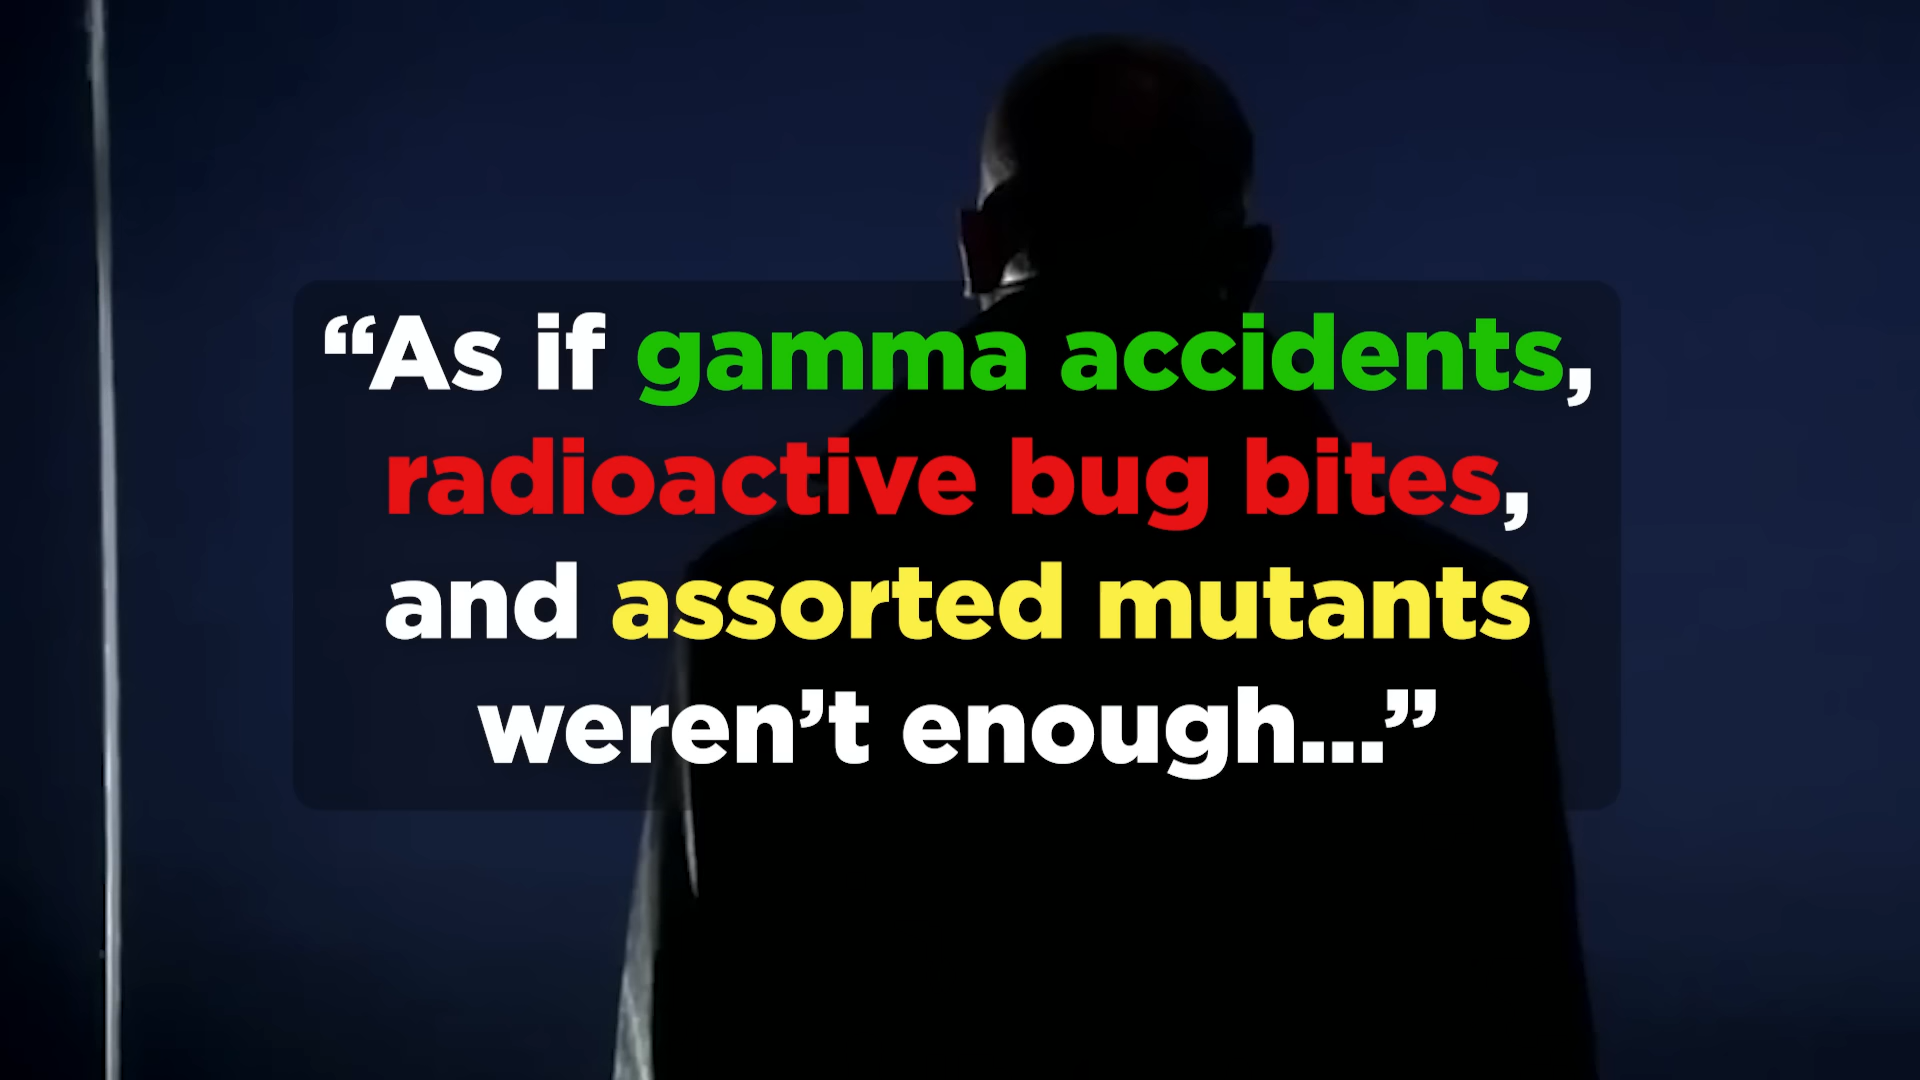 “As if gamma accidents,
radioactive bug bites,
and assorted mutants
weren’t enough...”